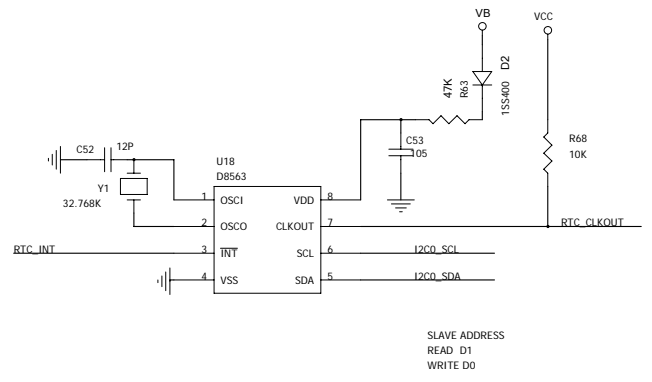 VB
VCC
D2
1SS400
47K
R63
C53
105
R68
10K
C52
12P
Y1
32.768K
U18
D8563
1 OSCI VDD 8
2 OSCO CLKOUT 7
RTC_CLKOUT
RTC_INT
3 INT SCL 6
I2C0_SCL
4 VSS SDA 5
I2C0_SDA
SLAVE ADDRESS
READ D1
WRITE D0